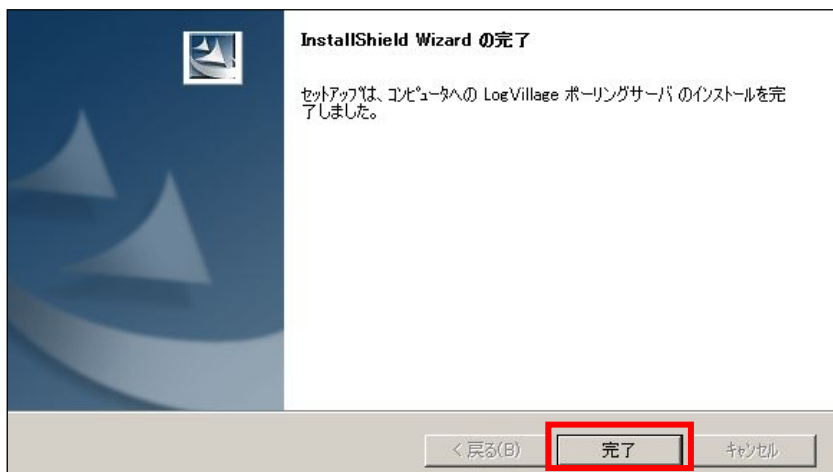 InstallShield Wizard の完了
セットアップは、コンピュータへの LogVillage ポーリングサーバ のインストールを完
了しました。
< 戻る(B)
完了
キャンセル